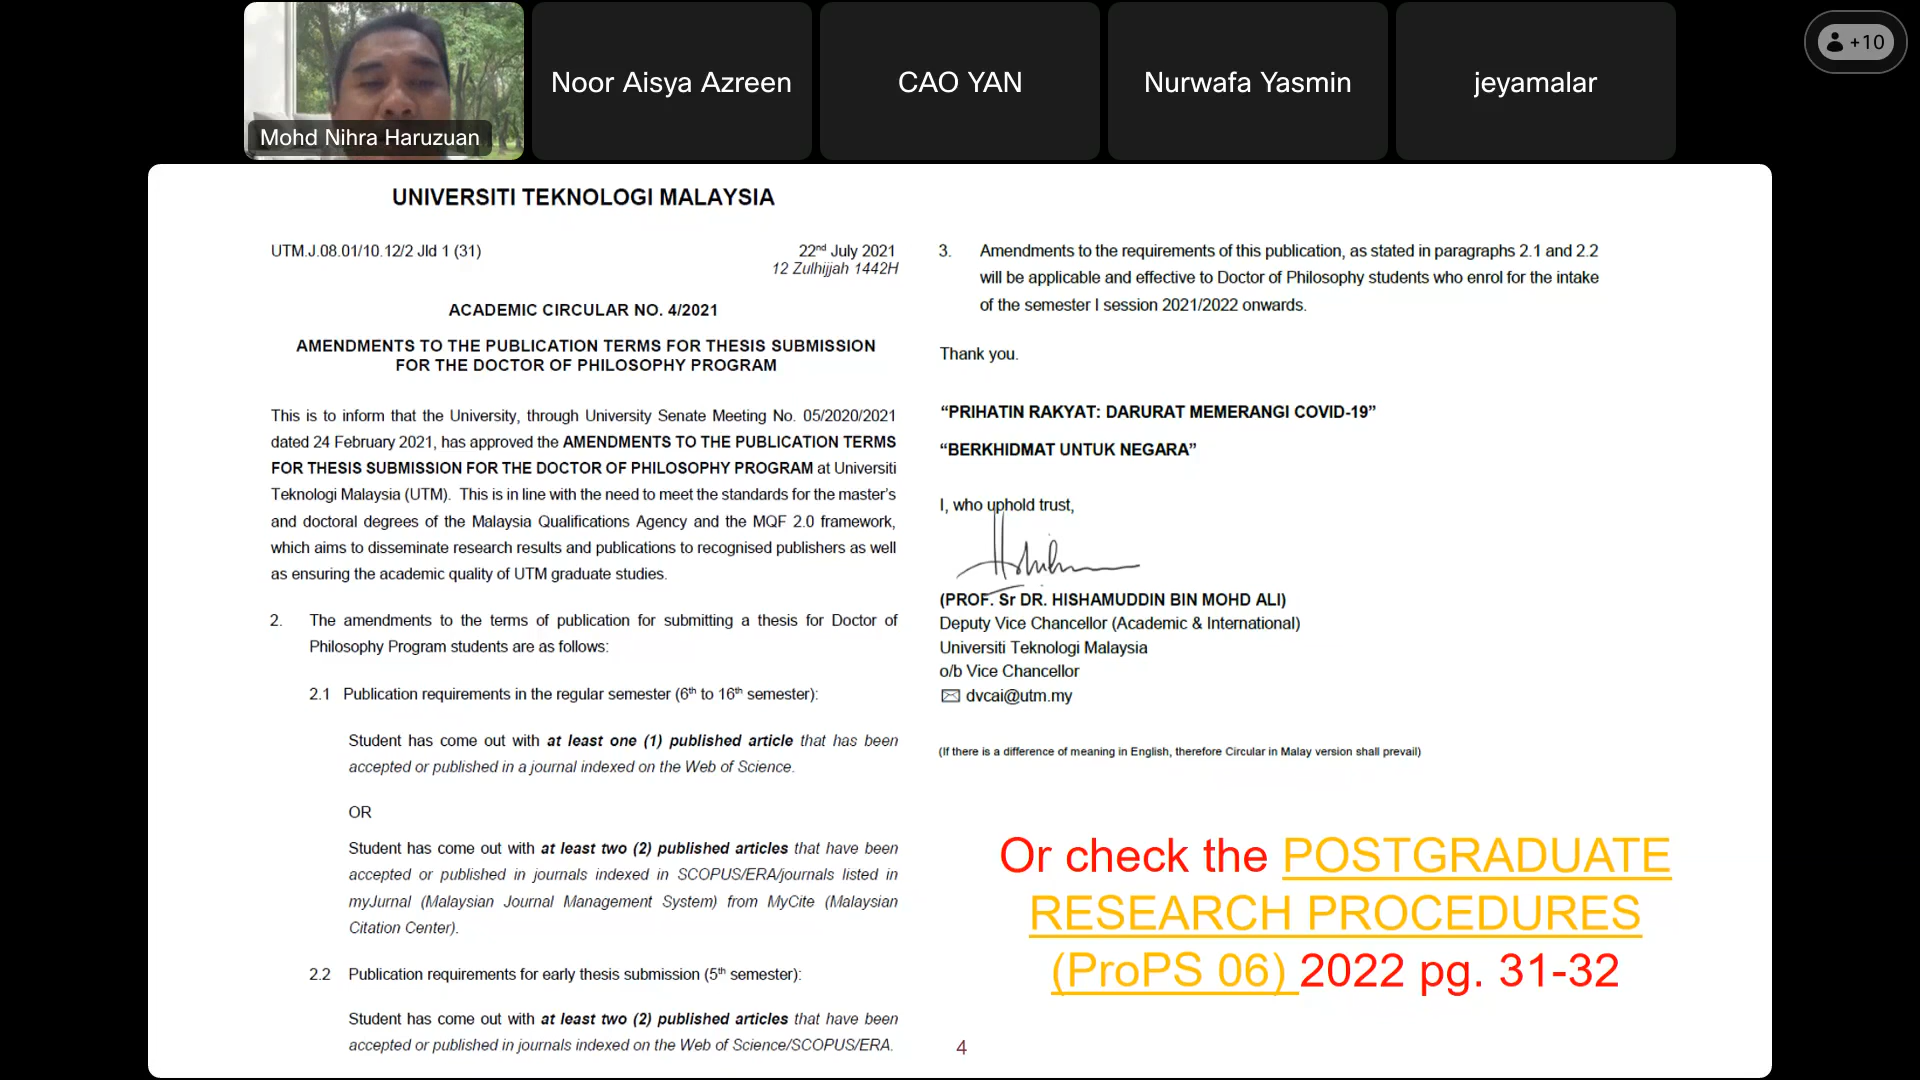 Noor Aisya Azreen
CAO YAN
Nurwafa Yasmin
jeyamalar
+10
Mohd Nihra Haruzuan
UNIVERSITI TEKNOLOGI MALAYSIA
UTM.J.08.01/10.12/2 Jld 1 (31)
22nd July 2021
12 Zulhijjah 1442H
ACADEMIC CIRCULAR NO. 4/2021
AMENDMENTS TO THE PUBLICATION TERMS FOR THESIS SUBMISSION
FOR THE DOCTOR OF PHILOSOPHY PROGRAM
This is to inform that the University, through University Senate Meeting No. 05/2020/2021
dated 24 February 2021, has approved the AMENDMENTS TO THE PUBLICATION TERMS
FOR THESIS SUBMISSION FOR THE DOCTOR OF PHILOSOPHY PROGRAM at Universiti
Teknologi Malaysia (UTM). This is in line with the need to meet the standards for the master's
and doctoral degrees of the Malaysia Qualifications Agency and the MQF 2.0 framework,
which aims to disseminate research results and publications to recognised publishers as well
as ensuring the academic quality of UTM graduate studies.
2. The amendments to the terms of publication for submitting a thesis for Doctor of
Philosophy Program students are as follows:
2.1 Publication requirements in the regular semester (6th to 16th semester):
Student has come out with at least one (1) published article that has been
accepted or published in a journal indexed on the Web of Science.
OR
Student has come out with at least two (2) published articles that have been
accepted or published in journals indexed in SCOPUS/ERA/journals listed in
myJurnal (Malaysian Journal Management System) from MyCite (Malaysian
Citation Center).
2.2 Publication requirements for early thesis submission (5th semester):
Student has come out with at least two (2) published articles that have been
accepted or published in journals indexed on the Web of Science/SCOPUS/ERA.
3. Amendments to the requirements of this publication, as stated in paragraphs 2.1 and 2.2
will be applicable and effective to Doctor of Philosophy students who enrol for the intake
of the semester I session 2021/2022 onwards.
Thank you.
“PRIHATIN RAKYAT: DARURAT MEMERANGI COVID-19”
“BERKHIDMAT UNTUK NEGARA”
I, who uphold trust,
(PROF. Sr DR. HISHAMUDDIN BIN MOHD ALI)
Deputy Vice Chancellor (Academic & International)
Universiti Teknologi Malaysia
o/b Vice Chancellor
dvcai@utm.my
(If there is a difference of meaning in English, therefore Circular in Malay version shall prevail)
Or check the POSTGRADUATE
RESEARCH PROCEDURES
(ProPS 06) 2022 pg. 31-32
4